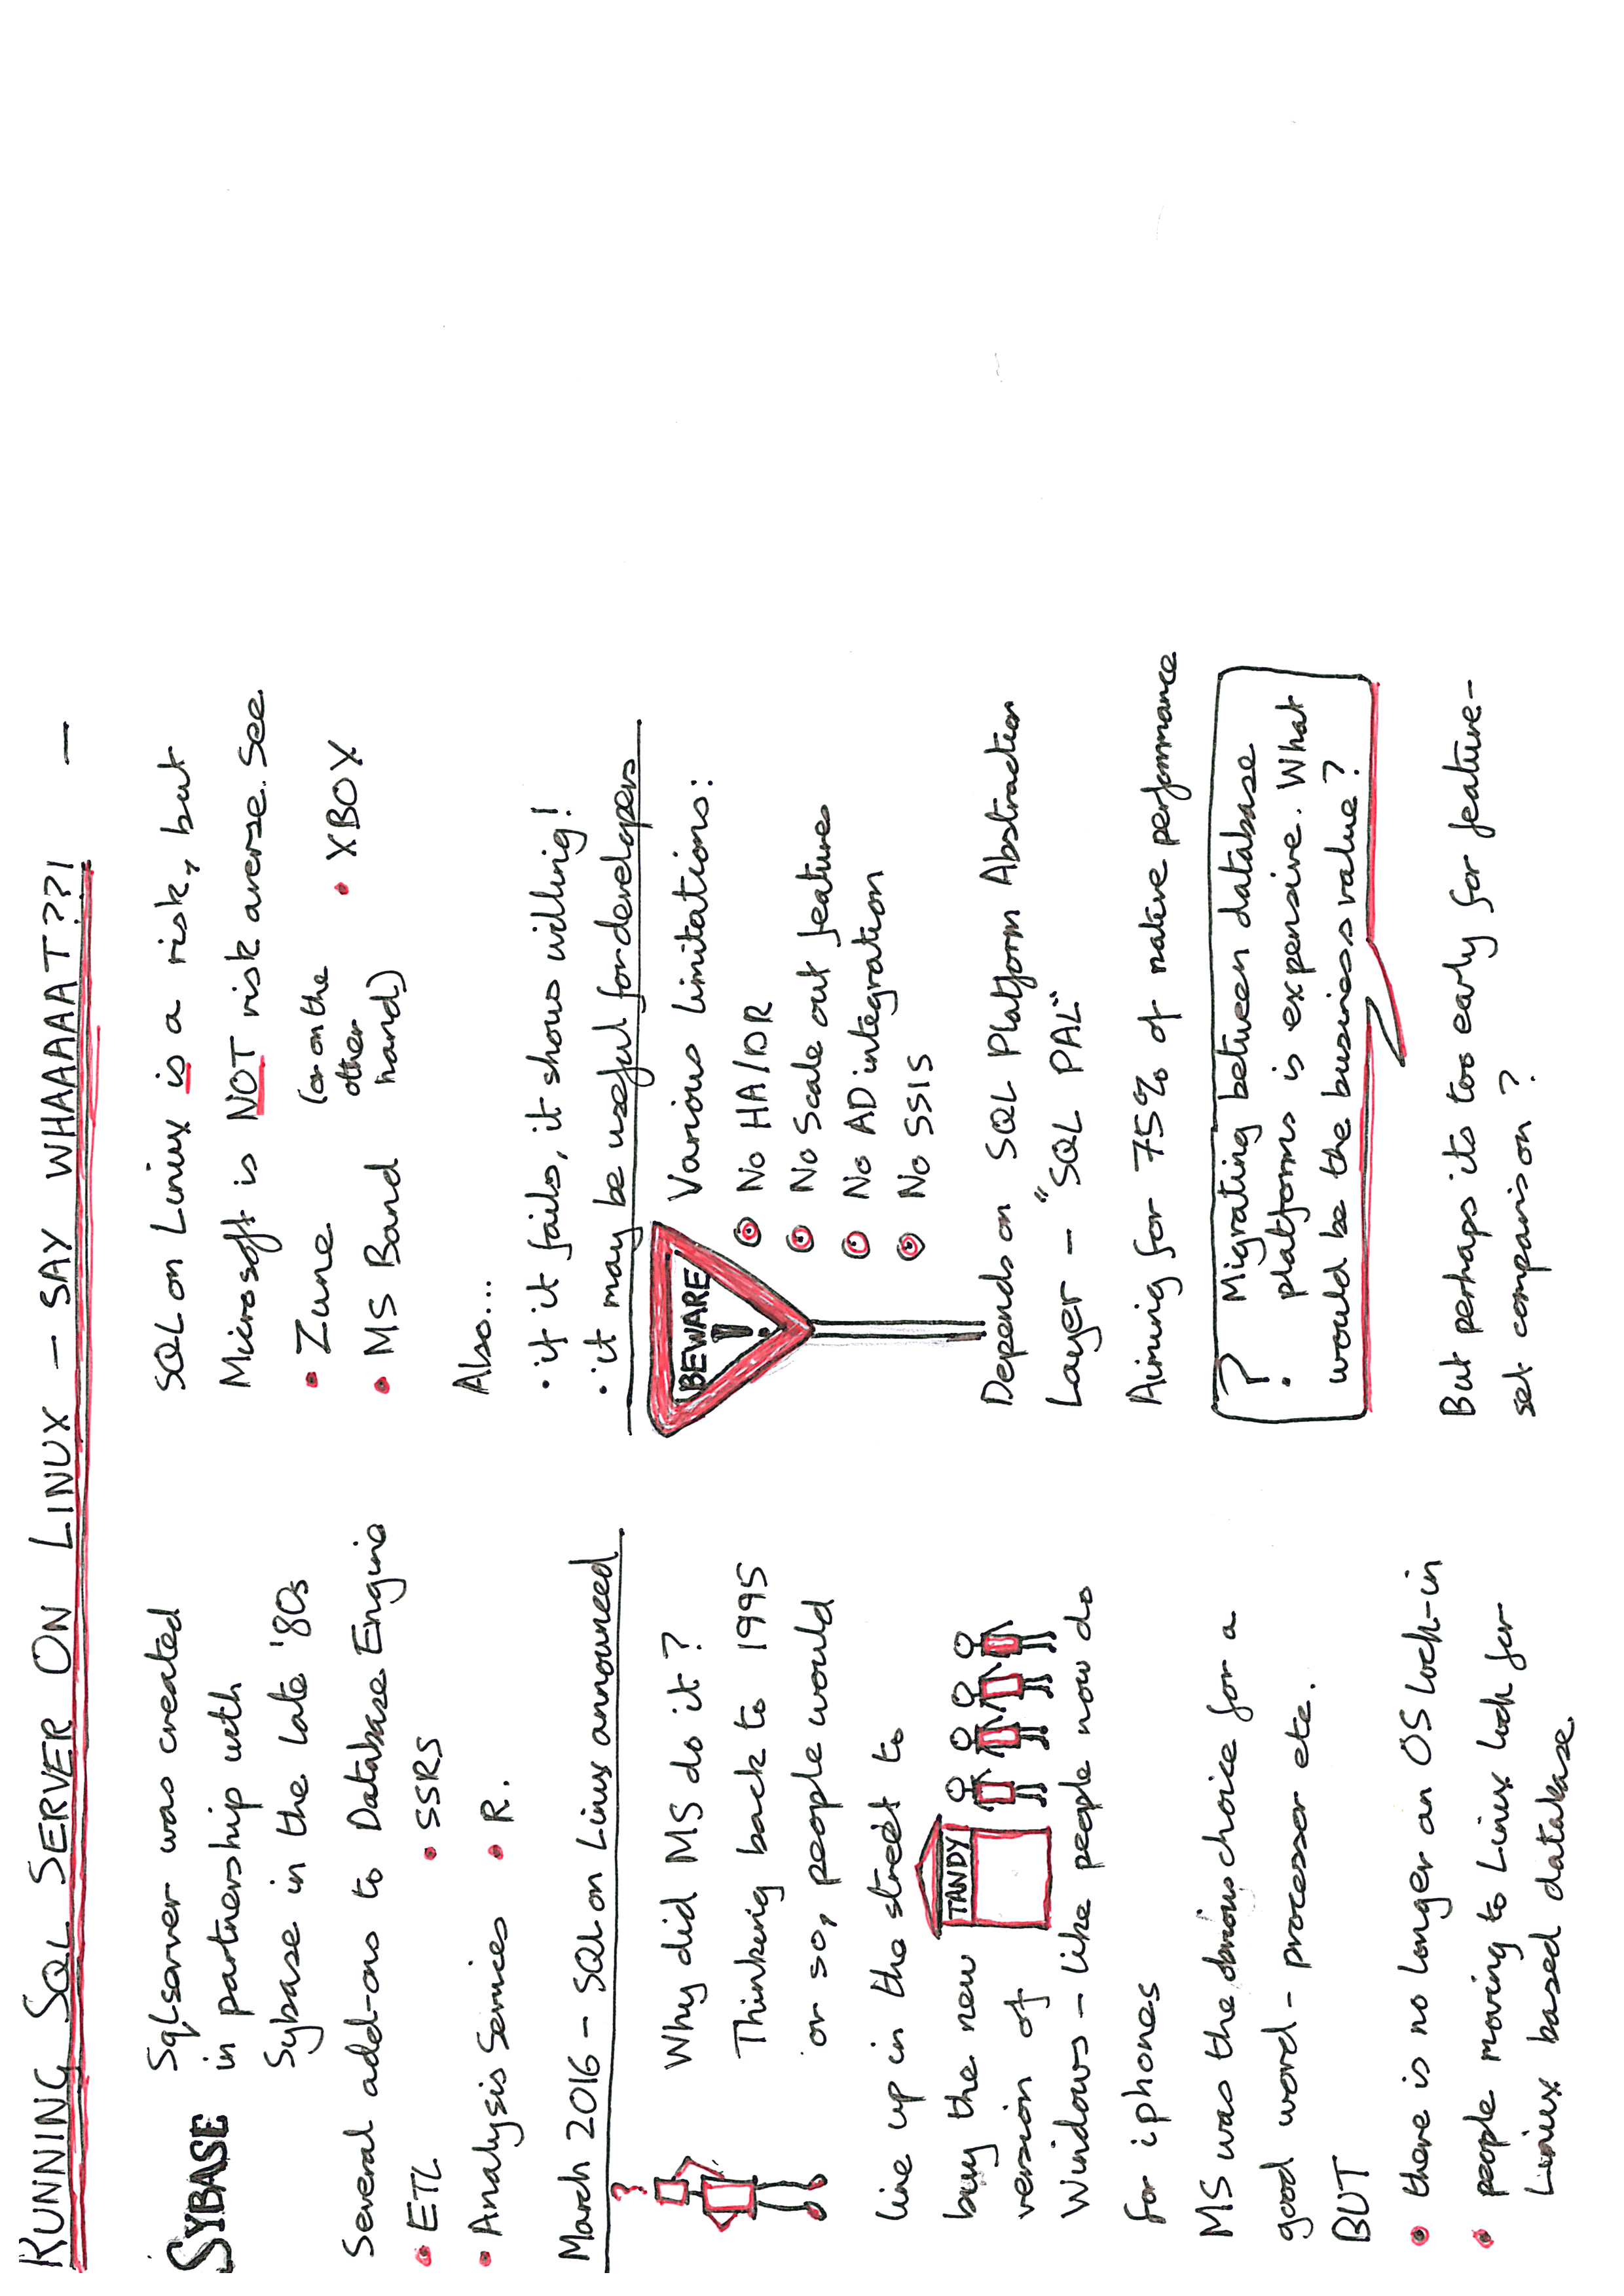 RUNNING SQL SERVER ON LINUX - SAY WHAAAAAT??!
SYBASE
SqlServer was created
in partnership with
Sybase in the late '80s
Several add-ons to Database Engine
• ETL • SSRS
• Analysis Services • R.
March 2016 - SQL on Linux announced
?
Why did MS do it?
Thinking back to 1995
or so, people would
line up in the street to
buy the new
version of
TANDY
Windows - like people now do
for iphones
MS was the obvious choice for a
good word-processor etc.
BUT
• there is no longer an OS lock-in
• people moving to Linux look for
Linux based database
SQL on Linux is a risk, but
Microsoft is NOT risk averse. See
• Zune (or on the
other
hand) • XBOX
• MS Band
Also...
• if it fails, it shows willing!
• it may be useful for developers
BEWARE
!
Various limitations:
No HA/DR
No Scale out features
No AD integration
No SSIS
Depends on SQL Platform Abstraction
Layer - "SQL PAL"
Aiming for 75% of native performance
? Migrating between database
platforms is expensive. What
would be the business value?
But perhaps its too early for feature-
set comparison?